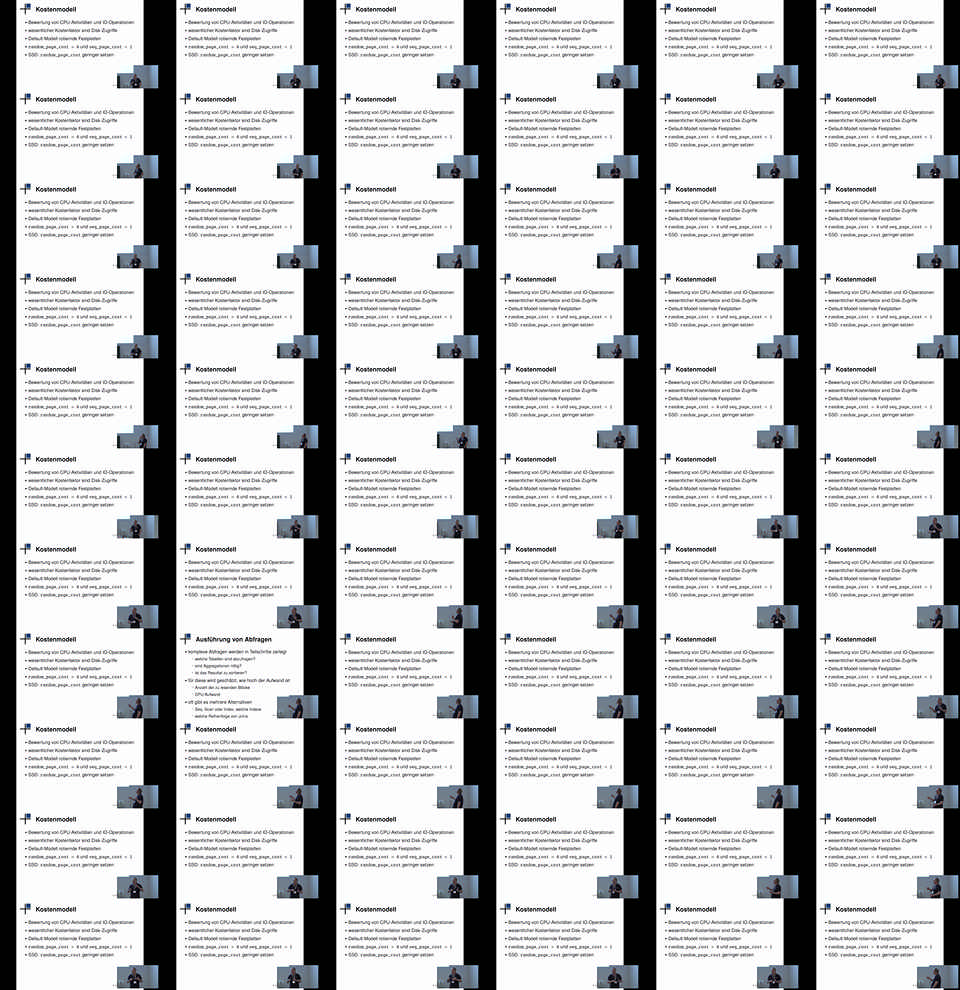 Kostenmodell
Bewertung von CPU-Aktivitäten und IO-Operationen
wesentlicher Kostenfaktor sind Disk-Zugriffe
Default-Modell rotierende Festplatten
random_page_cost = 4 und seq_page_cost = 1
SSD: random_page_cost geringer setzen
Ausführung von Abfragen
komplexe Abfragen werden in Teilschritte zerlegt
welche Tabellen sind abzufragen?
sind Aggregationen nötig?
ist das Resultat zu sortieren?
für diese wird geschätzt, wie hoch der Aufwand ist
Anzahl der zu lesenden Blöcke
CPU-Aufwand
oft gibt es mehrere Alternativen
Seq. Scan oder Index, welche Indexe
welche Reihenfolge von Joins